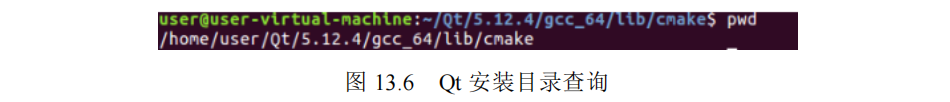 user@user-virtual-machine:~/Qt/5.12.4/gcc_64/lib/cmake$ pwd
/home/user/Qt/5.12.4/gcc_64/lib/cmake
图 13.6 Qt 安装目录查询